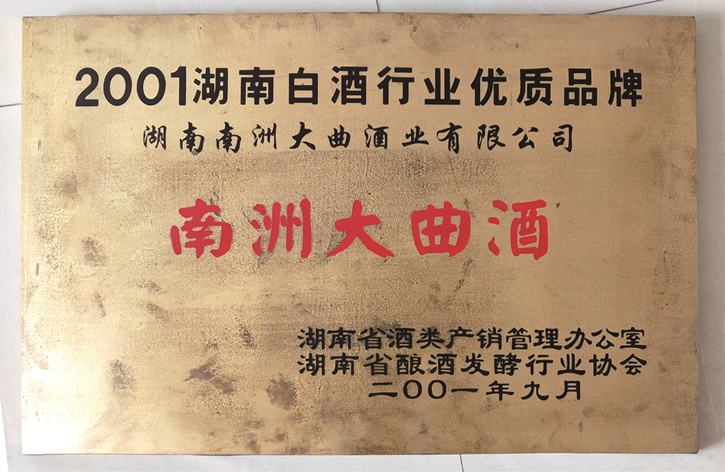 2001湖南白酒行业优质品牌
湖南南洲大曲酒业有限公司
南洲大曲酒
湖南省酒类产销管理办公室
湖南省酿酒发酵行业协会
二〇〇一年九月